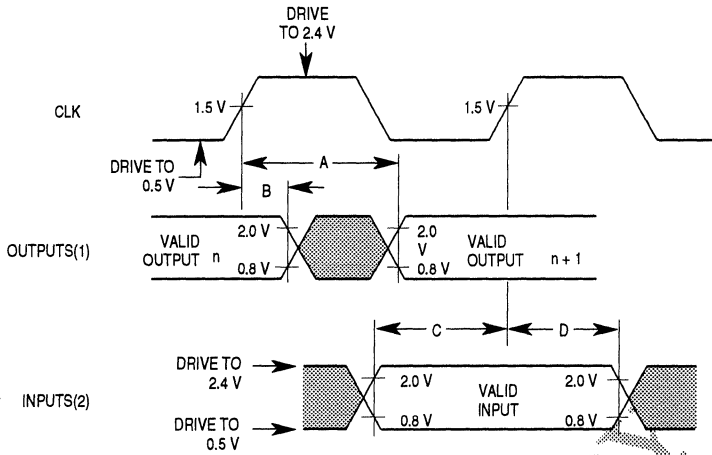 DRIVE
TO 2.4 V
CLK
1.5 V
1.5 V
DRIVE TO
0.5 V
A
B
OUTPUTS(1)
VALID
OUTPUT n
2.0 V
0.8 V
2.0
V
0.8 V
VALID
OUTPUT n + 1
C
D
INPUTS(2)
DRIVE TO
2.4 V
DRIVE TO
0.5 V
2.0 V
0.8 V
VALID
INPUT
2.0 V
0.8 V